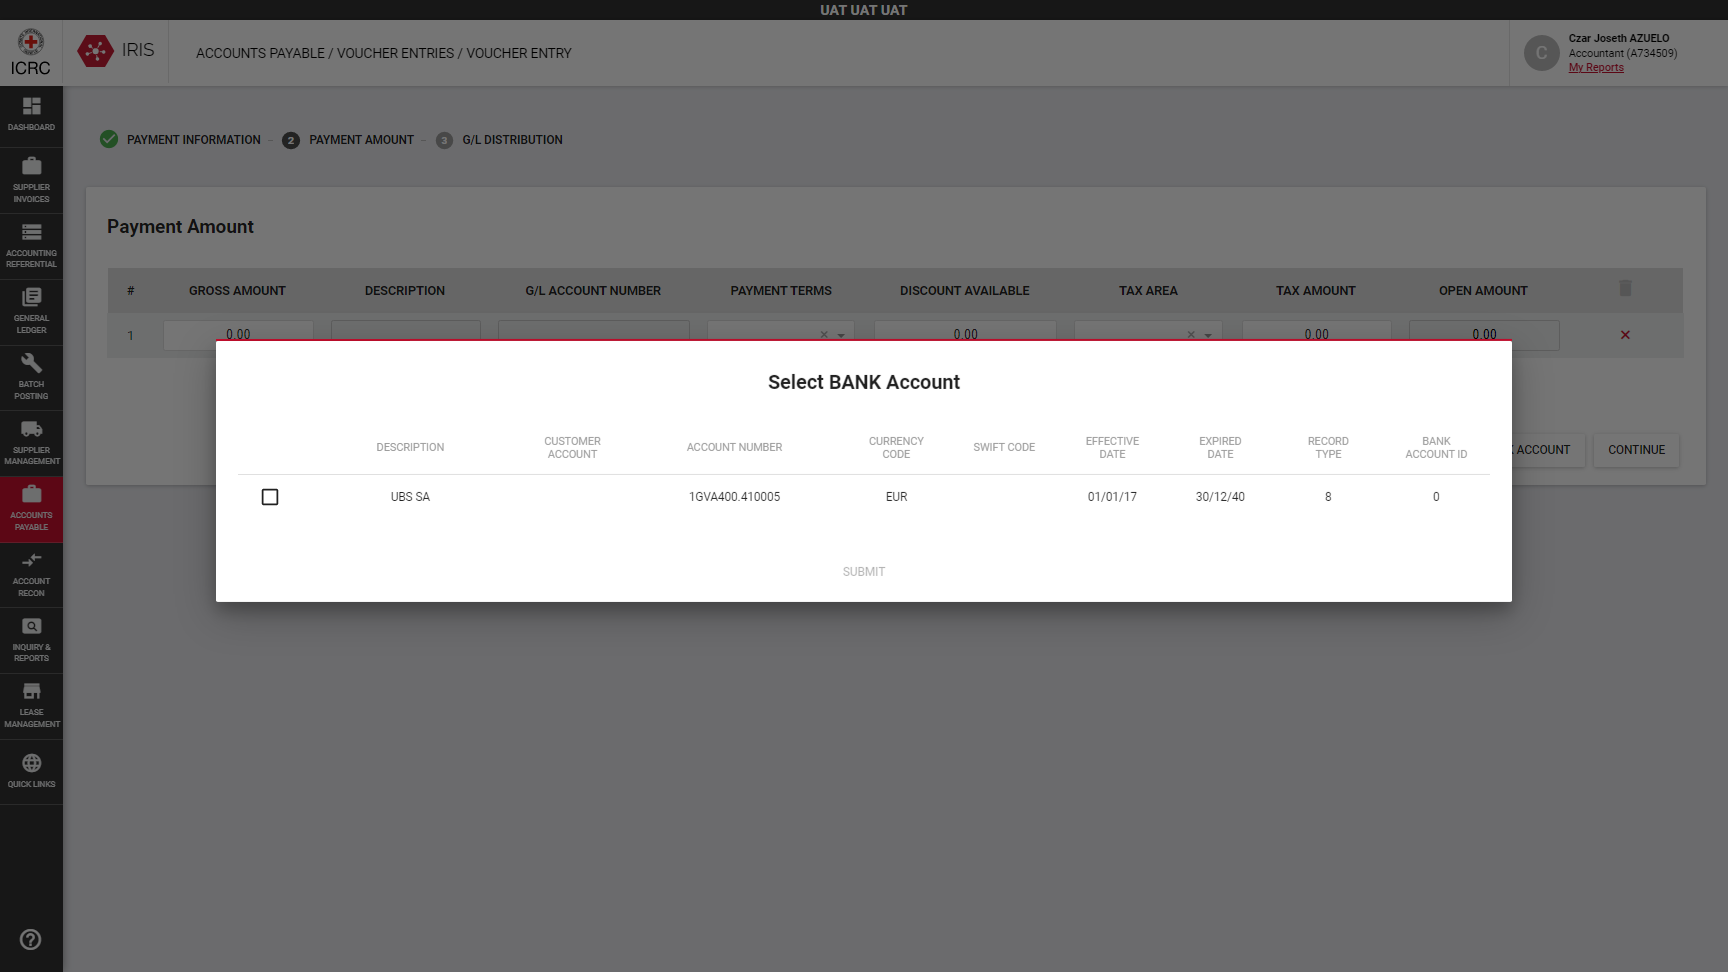 UAT UAT UAT
ICRC
IRIS
ACCOUNTS PAYABLE / VOUCHER ENTRIES / VOUCHER ENTRY
C
Czar Joseth AZUELO
Accountant (A734509)
My Reports
DASHBOARD
SUPPLIER
INVOICES
ACCOUNTING
REFERENTIAL
GENERAL
LEDGER
BATCH
POSTING
SUPPLIER
MANAGEMENT
ACCOUNTS
PAYABLE
ACCOUNT
RECON
INQUIRY &
REPORTS
LEASE
MANAGEMENT
QUICK LINKS
PAYMENT INFORMATION - 2 PAYMENT AMOUNT - 3 G/L DISTRIBUTION
Payment Amount
# GROSS AMOUNT DESCRIPTION G/L ACCOUNT NUMBER PAYMENT TERMS DISCOUNT AVAILABLE TAX AREA TAX AMOUNT OPEN AMOUNT
1 0.00 0.00 0.00 0.00
ACCOUNT CONTINUE
Select BANK Account
DESCRIPTION CUSTOMER ACCOUNT ACCOUNT NUMBER CURRENCY CODE SWIFT CODE EFFECTIVE DATE EXPIRED DATE RECORD TYPE BANK ACCOUNT ID
UBS SA 1GVA400.410005 EUR 01/01/17 30/12/40 8 0
SUBMIT